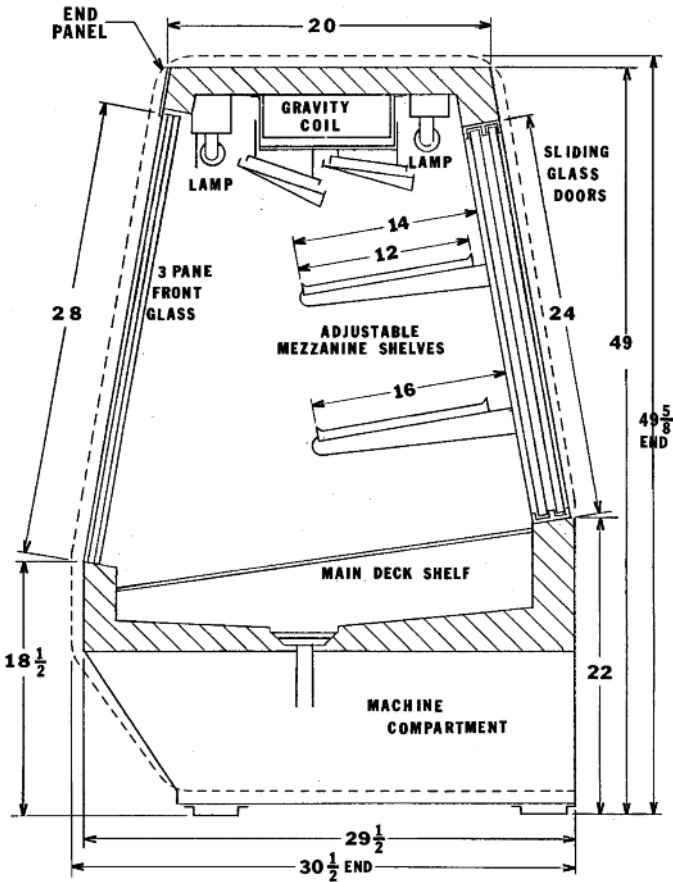 END
PANEL
20
GRAVITY
COIL
LAMP
LAMP
SLIDING
GLASS
DOORS
14
12
3 PANE
FRONT
GLASS
28
24
ADJUSTABLE
MEZZANINE SHELVES
49
16
49 5/8
END
MAIN DECK SHELF
18 1/2
22
MACHINE
COMPARTMENT
29 1/2
30 1/2 END